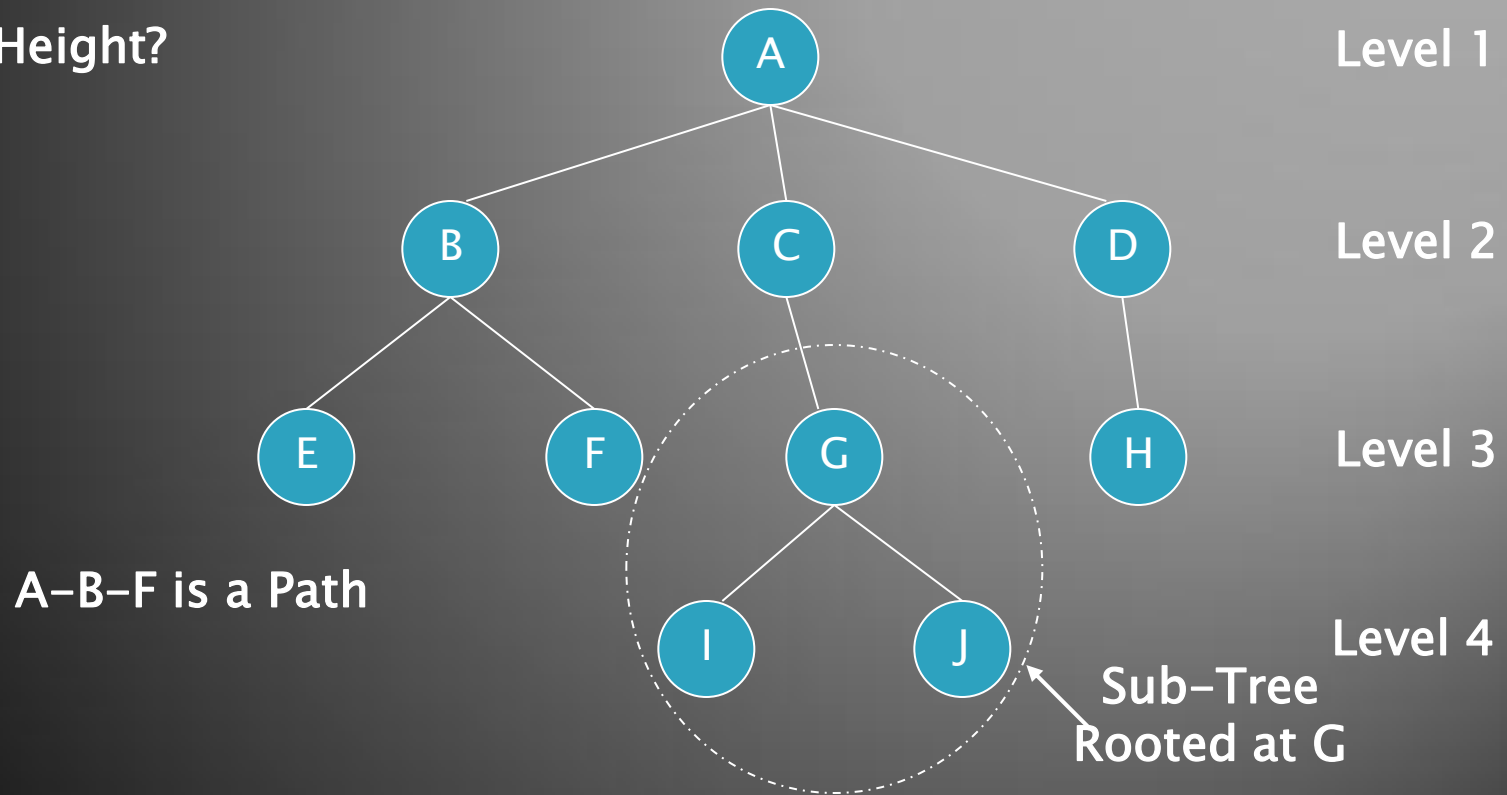 Height?
A
Level 1
B
C
D
Level 2
E
F
G
H
Level 3
A-B-F is a Path
I
J
Level 4
Sub-Tree
Rooted at G